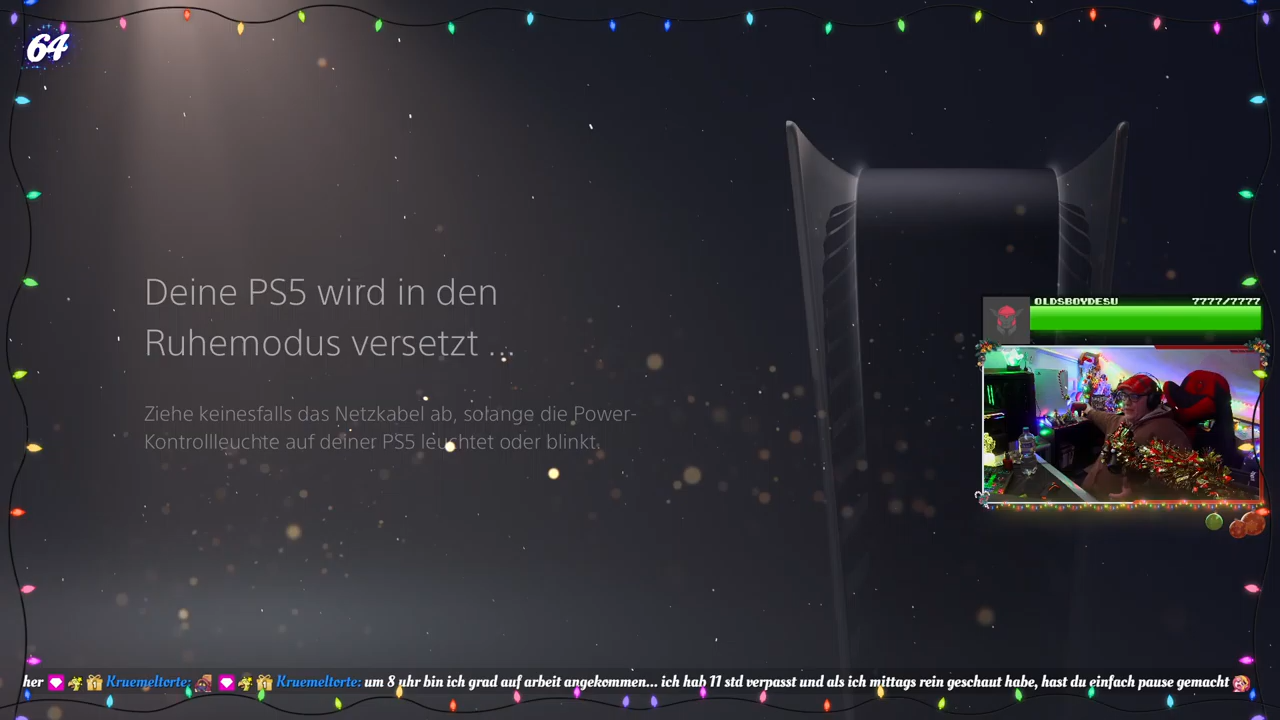 64
Deine PS5 wird in den
Ruhemodus versetzt ...
Ziehe keinesfalls das Netzkabel ab, solange die Power-
Kontrollleuchte auf deiner PS5 leuchtet oder blinkt.
OLDSBOYDESU 7777/7777
her Kruemeltorte: Kruemeltorte: um 8 uhr bin ich grad auf arbeit angekommen... ich hab 11 std verpasst und als ich mittags rein geschaut habe, hast du einfach pause gemacht